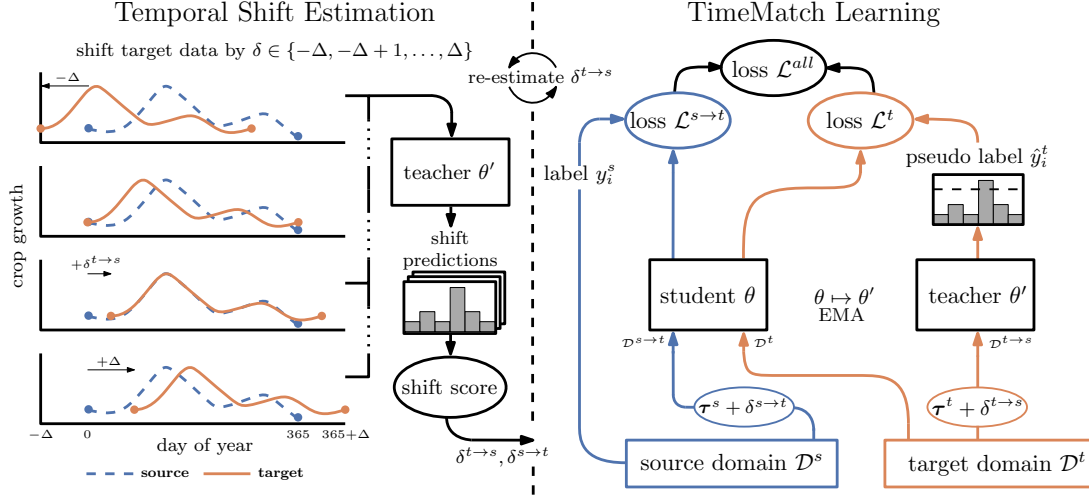 Temporal Shift Estimation
shift target data by δ ∈ {−Δ, −Δ + 1, . . . , Δ}
−Δ
+δ^{t→s}
+Δ
crop growth
−Δ
0
365
365+Δ
day of year
source
target
teacher θ′
shift
predictions
shift score
δ^{t→s}, δ^{s→t}
re-estimate δ^{t→s}
TimeMatch Learning
loss 𝓛^{all}
loss 𝓛^{s→t}
loss 𝓛^{t}
label y_i^s
pseudo label ŷ_i^t
student θ
θ ↦ θ′
EMA
teacher θ′
𝒟^{s→t}
𝒟^{t}
𝒟^{t→s}
τ^s + δ^{s→t}
τ^t + δ^{t→s}
source domain 𝒟^s
target domain 𝒟^t